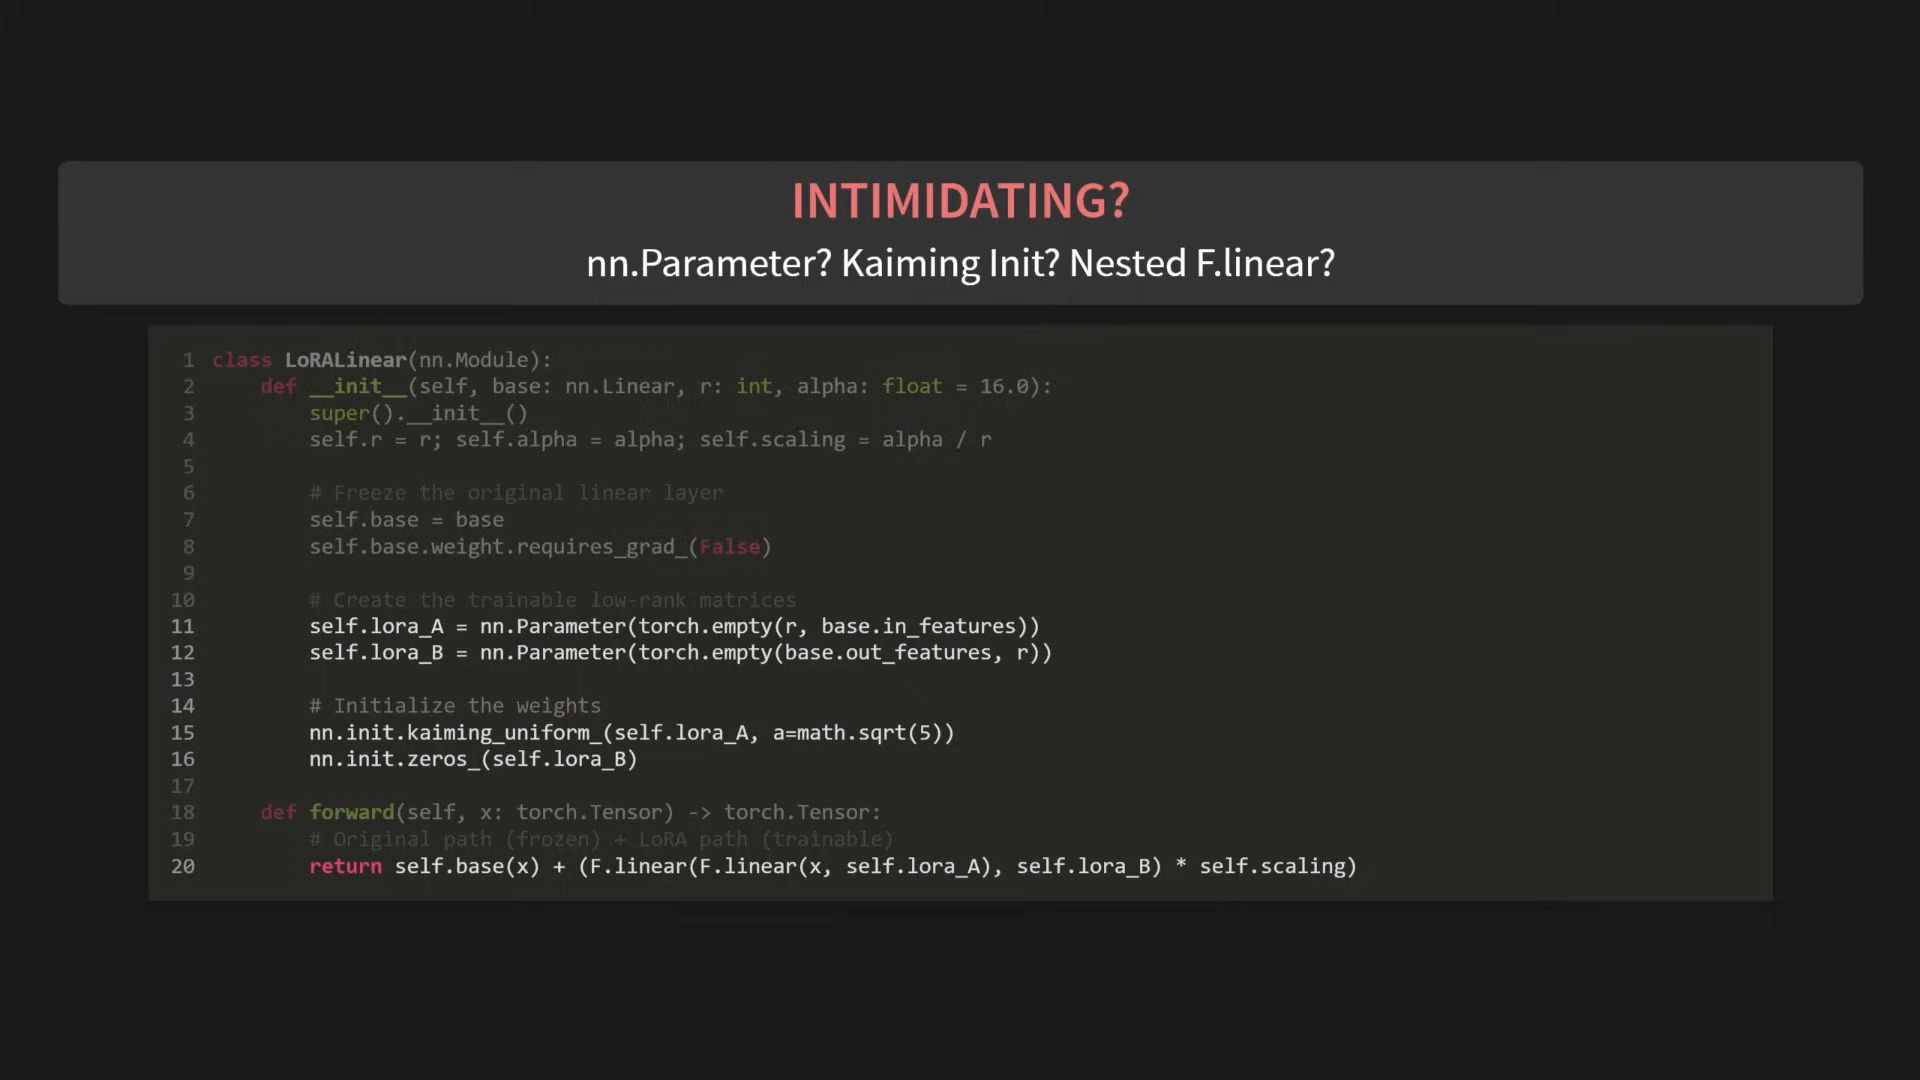 INTIMIDATING?
nn.Parameter? Kaiming Init? Nested F.linear?
1 class LoRALinear(nn.Module):
2     def __init__(self, base: nn.Linear, r: int, alpha: float = 16.0):
3         super().__init__()
4         self.r = r; self.alpha = alpha; self.scaling = alpha / r
5
6         # Freeze the original linear layer
7         self.base = base
8         self.base.weight.requires_grad_(False)
9
10         # Create the trainable low-rank matrices
11         self.lora_A = nn.Parameter(torch.empty(r, base.in_features))
12         self.lora_B = nn.Parameter(torch.empty(base.out_features, r))
13
14         # Initialize the weights
15         nn.init.kaiming_uniform_(self.lora_A, a=math.sqrt(5))
16         nn.init.zeros_(self.lora_B)
17
18     def forward(self, x: torch.Tensor) -> torch.Tensor:
19         # Original path (frozen) + LoRA path (trainable)
20         return self.base(x) + (F.linear(F.linear(x, self.lora_A), self.lora_B) * self.scaling)